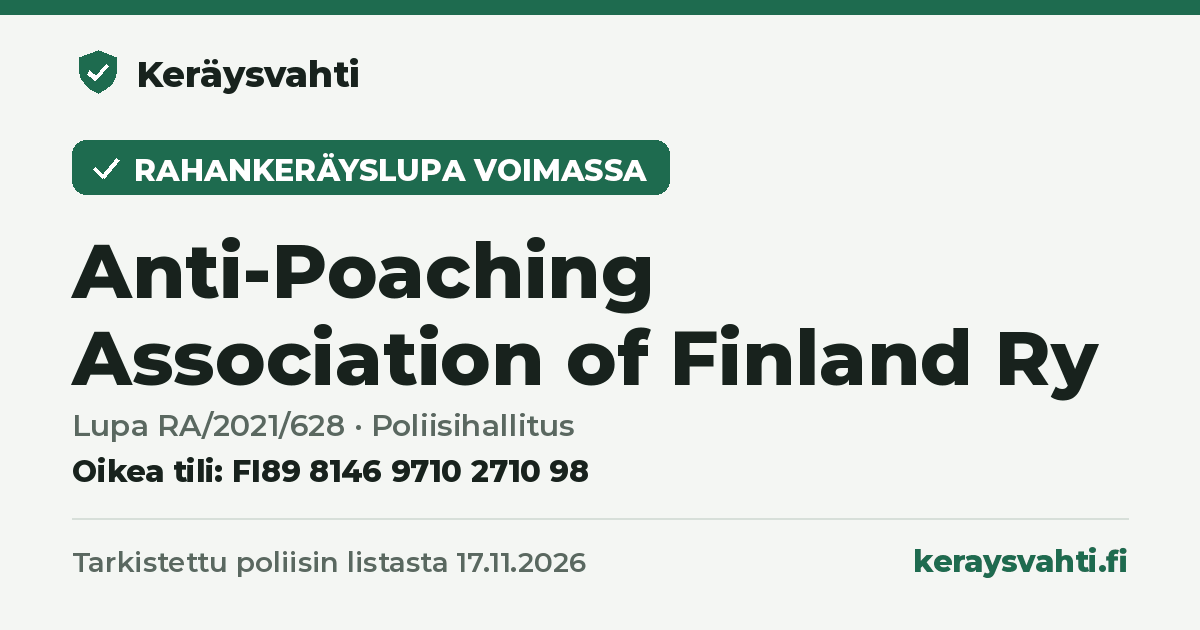 Keräysvahti
RAHANKERÄYSLUPA VOIMASSA
Anti-Poaching
Association of Finland Ry
Lupa RA/2021/628 · Poliisihallitus
Oikea tili: FI89 8146 9710 2710 98
Tarkistettu poliisin listasta 17.11.2026
keraysvahti.fi